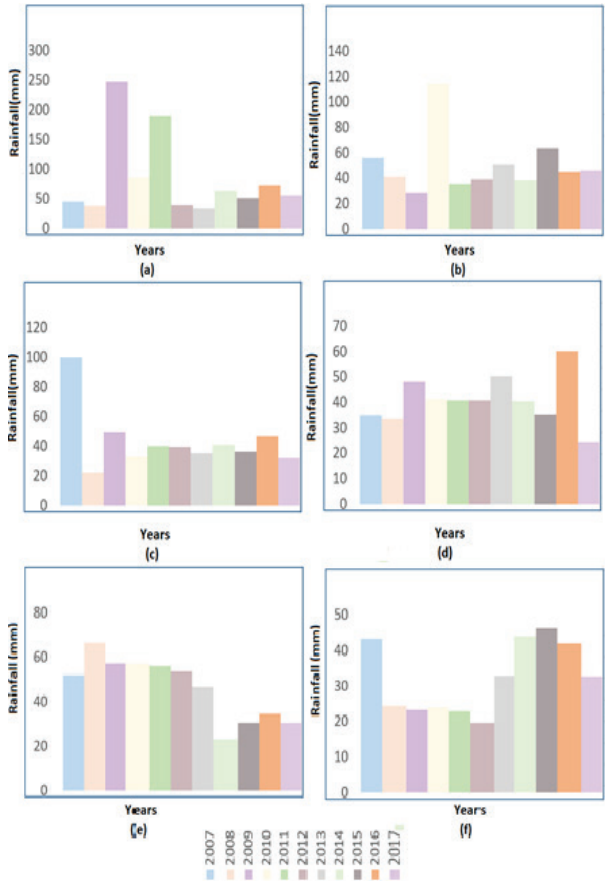 Rainfall(mm)
300
250
200
150
100
50
0
Years
(a)
Rainfall(mm)
140
120
100
80
60
40
20
0
Years
(b)
Rainfall(mm)
120
100
80
60
40
20
0
Years
(c)
Rainfall(mm)
70
60
50
40
30
20
10
0
Years
(d)
Rainfall (mm)
80
60
40
20
0
Years
(e)
Rainfall (mm)
50
40
30
20
10
0
Years
(f)
2007
2008
2009
2010
2011
2012
2013
2014
2015
2016
2017